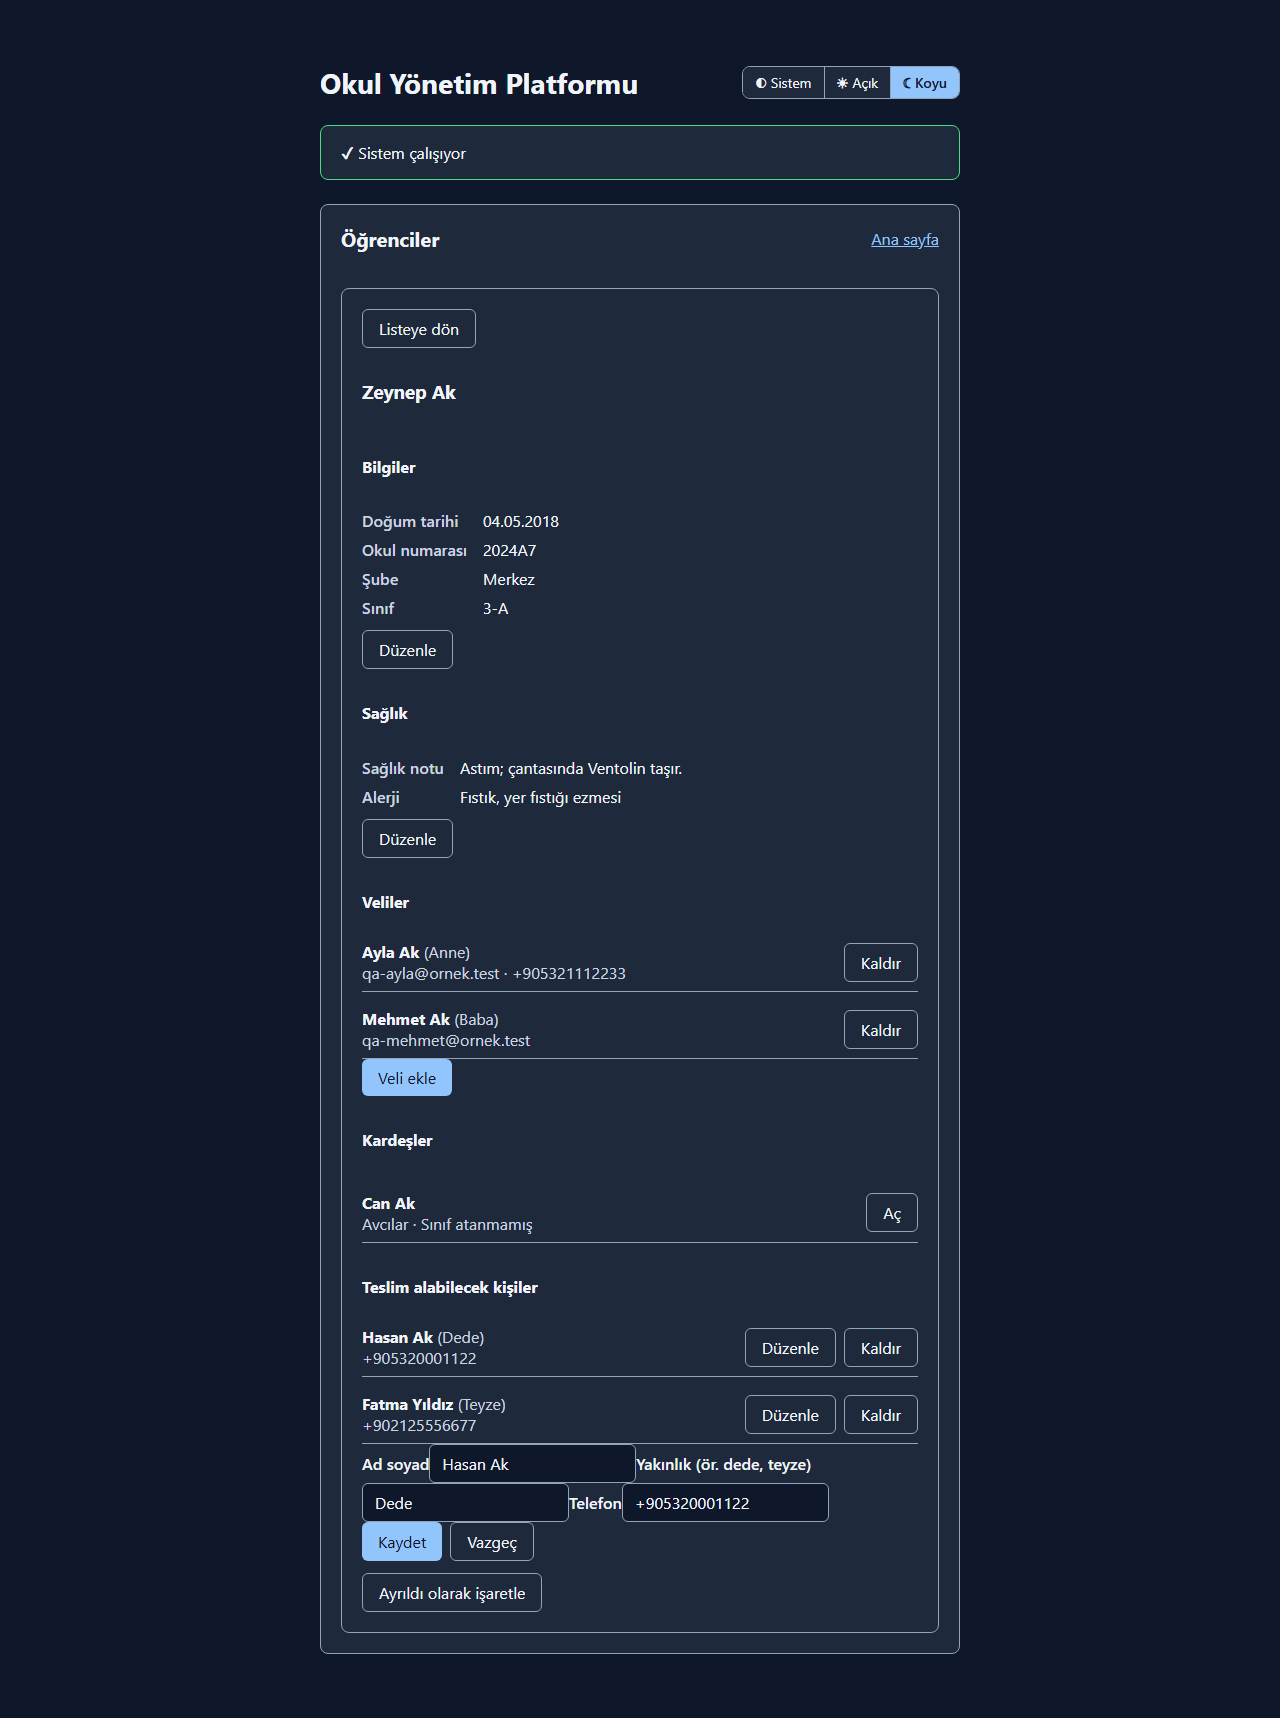 Okul Yönetim Platformu
◐ Sistem ☀ Açık ☾ Koyu
✓ Sistem çalışıyor
Öğrenciler
Ana sayfa
Listeye dön
Zeynep Ak
Bilgiler
Doğum tarihi 04.05.2018
Okul numarası 2024A7
Şube Merkez
Sınıf 3-A
Düzenle
Sağlık
Sağlık notu Astım; çantasında Ventolin taşır.
Alerji Fıstık, yer fıstığı ezmesi
Düzenle
Veliler
Ayla Ak (Anne)
qa-ayla@ornek.test · +905321112233
Kaldır
Mehmet Ak (Baba)
qa-mehmet@ornek.test
Kaldır
Veli ekle
Kardeşler
Can Ak
Avcılar · Sınıf atanmamış
Aç
Teslim alabilecek kişiler
Hasan Ak (Dede)
+905320001122
Düzenle Kaldır
Fatma Yıldız (Teyze)
+902125556677
Düzenle Kaldır
Ad soyad Hasan Ak Yakınlık (ör. dede, teyze)
Dede Telefon +905320001122
Kaydet Vazgeç
Ayrıldı olarak işaretle